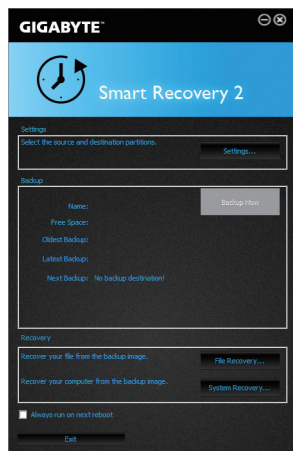 GIGABYTE™
Smart Recovery 2
Settings
Select the source and destination partitions.
Settings...
Backup
Name:
Backup Now
Free Space:
Oldest Backup:
Latest Backup:
Next Backup: No backup destination!
Recovery
Recover your file from the backup image.
File Recovery...
Recover your computer from the backup image.
System Recovery...
Always run on next reboot
Exit